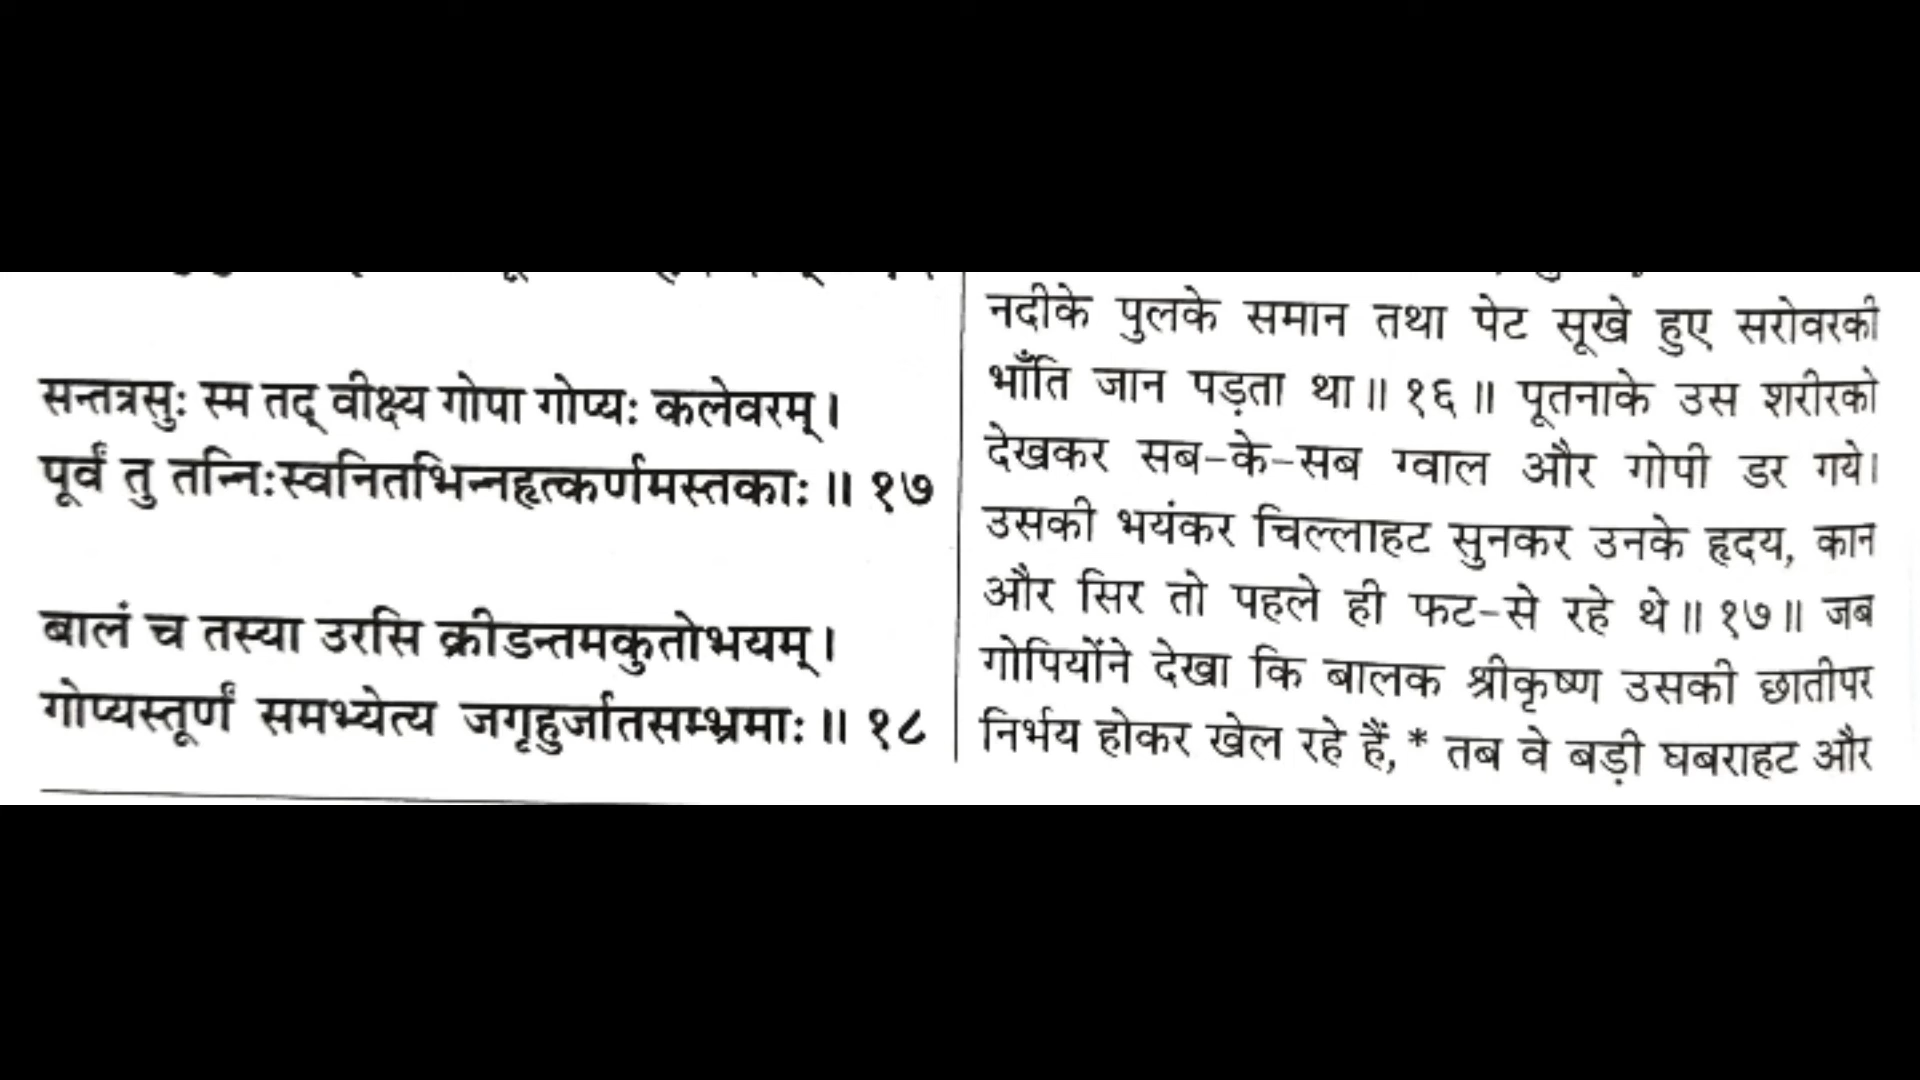 सन्तत्रसुः स्म तद् वीक्ष्य गोपा गोप्यः कलेवरम्।
पूर्वं तु तन्निःस्वनितभिन्नहृत्कर्णमस्तकाः॥ १७
बालं च तस्या उरसि क्रीडन्तमकुतोभयम्।
गोप्यस्तूर्णं समभ्येत्य जगृहुर्जातसम्भ्रमाः॥ १८
नदीके पुलके समान तथा पेट सूखे हुए सरोवरकी
भाँति जान पड़ता था॥ १६॥ पूतनाके उस शरीरको
देखकर सब-के-सब ग्वाल और गोपी डर गये।
उसकी भयंकर चिल्लाहट सुनकर उनके हृदय, कान
और सिर तो पहले ही फट-से रहे थे॥ १७॥ जब
गोपियोंने देखा कि बालक श्रीकृष्ण उसकी छातीपर
निर्भय होकर खेल रहे हैं,* तब वे बड़ी घबराहट और